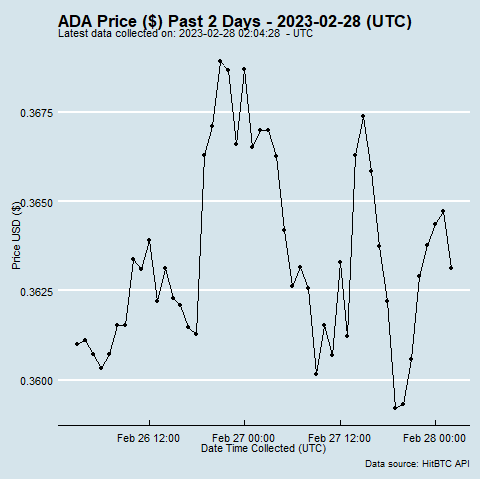 ADA Price ($) Past 2 Days - 2023-02-28 (UTC)
Latest data collected on: 2023-02-28 02:04:28 - UTC
0.3675
0.3650
0.3625
0.3600
Price USD ($)
Feb 26 12:00 Feb 27 00:00 Feb 27 12:00 Feb 28 00:00
Date Time Collected (UTC)
Data source: HitBTC API